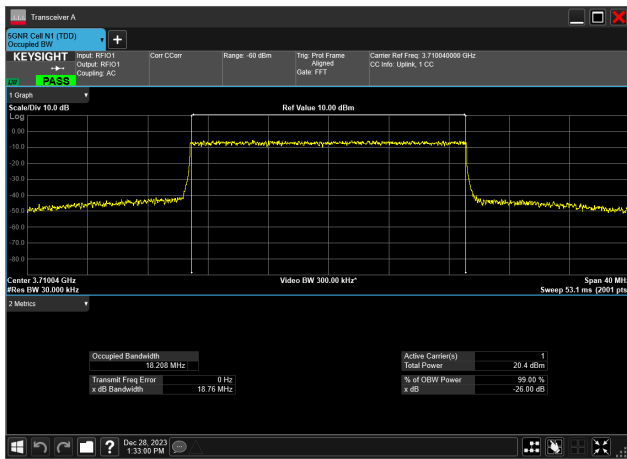 Transceiver A
5GNR Cell N1 (TDD)
Occupied BW
KEYSIGHT
LM PASS
Input: RFIO1
Output: RFIO1
Coupling: AC
Corr CCorr
Range: -60 dBm
Trig: Prot Frame
Aligned
Gate: FFT
Carrier Ref Freq: 3.710040000 GHz
CC Info: Uplink, 1 CC
1 Graph
Scale/Div 10.0 dB
Ref Value 10.00 dBm
Log
0.00
-10.0
-20.0
-30.0
-40.0
-50.0
-60.0
-70.0
-80.0
Center 3.71004 GHz
Video BW 300.00 kHz*
Span 40 MHz
#Res BW 30.000 kHz
Sweep 53.1 ms (2001 pts
2 Metrics
Occupied Bandwidth
18.208 MHz
Active Carrier(s) 1
Total Power 20.4 dBm
Transmit Freq Error 0 Hz
x dB Bandwidth 18.76 MHz
% of OBW Power 99.00 %
x dB -26.00 dB
?
Dec 28, 2023
1:33:00 PM